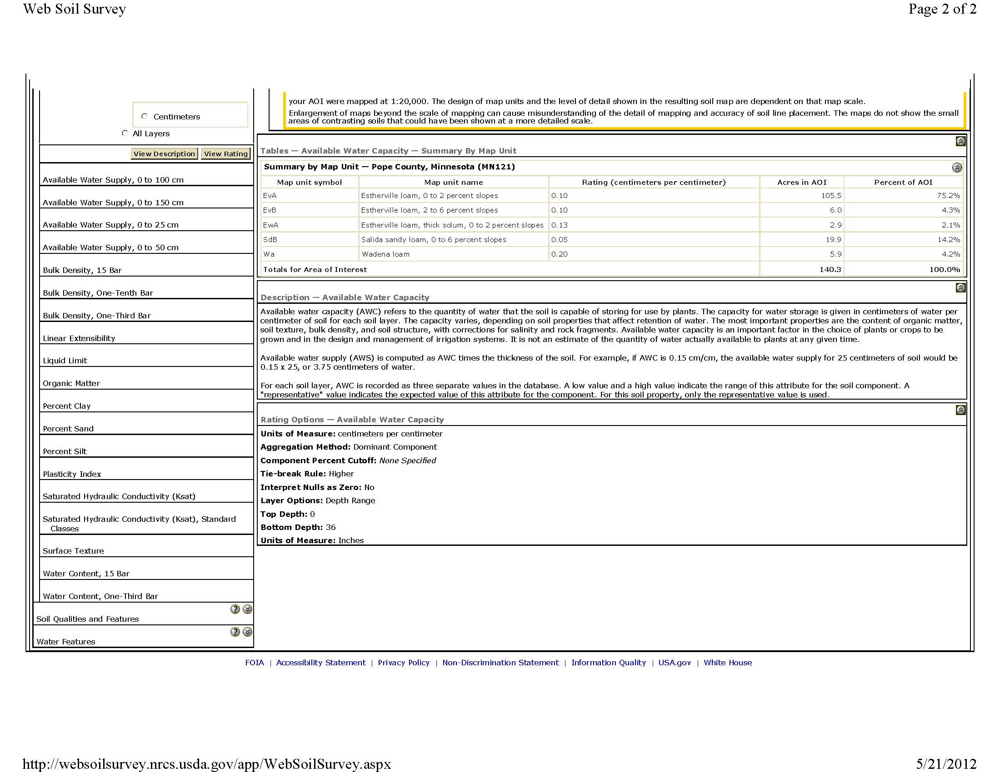 Web Soil Survey
Page 2 of 2
Centimeters
All Layers
View Description View Rating
Available Water Supply, 0 to 100 cm
Available Water Supply, 0 to 150 cm
Available Water Supply, 0 to 25 cm
Available Water Supply, 0 to 50 cm
Bulk Density, 15 Bar
Bulk Density, One-Tenth Bar
Bulk Density, One-Third Bar
Linear Extensibility
Liquid Limit
Organic Matter
Percent Clay
Percent Sand
Percent Silt
Plasticity Index
Saturated Hydraulic Conductivity (Ksat)
Saturated Hydraulic Conductivity (Ksat), Standard
Classes
Surface Texture
Water Content, 15 Bar
Water Content, One-Third Bar
Soil Qualities and Features
Water Features
your AOI were mapped at 1:20,000. The design of map units and the level of detail shown in the resulting soil map are dependent on that map scale.
Enlargement of maps beyond the scale of mapping can cause misunderstanding of the detail of mapping and accuracy of soil line placement. The maps do not show the small
areas of contrasting soils that could have been shown at a more detailed scale.
Tables — Available Water Capacity — Summary By Map Unit
Summary by Map Unit — Pope County, Minnesota (MN121)
Map unit symbol Map unit name Rating (centimeters per centimeter) Acres in AOI Percent of AOI
EvA Estherville loam, 0 to 2 percent slopes 0.10 105.5 75.2%
EvB Estherville loam, 2 to 6 percent slopes 0.10 6.0 4.3%
EwA Estherville loam, thick solum, 0 to 2 percent slopes 0.13 2.9 2.1%
SdB Salida sandy loam, 0 to 6 percent slopes 0.05 19.9 14.2%
Wa Wadena loam 0.20 5.9 4.2%
Totals for Area of Interest 140.3 100.0%
Description — Available Water Capacity
Available water capacity (AWC) refers to the quantity of water that the soil is capable of storing for use by plants. The capacity for water storage is given in centimeters of water per
centimeter of soil for each soil layer. The capacity varies, depending on soil properties that affect retention of water. The most important properties are the content of organic matter,
soil texture, bulk density, and soil structure, with corrections for salinity and rock fragments. Available water capacity is an important factor in the choice of plants or crops to be
grown and in the design and management of irrigation systems. It is not an estimate of the quantity of water actually available to plants at any given time.
Available water supply (AWS) is computed as AWC times the thickness of the soil. For example, if AWC is 0.15 cm/cm, the available water supply for 25 centimeters of soil would be
0.15 x 25, or 3.75 centimeters of water.
For each soil layer, AWC is recorded as three separate values in the database. A low value and a high value indicate the range of this attribute for the soil component. A
"representative" value indicates the expected value of this attribute for the component. For this soil property, only the representative value is used.
Rating Options — Available Water Capacity
Units of Measure: centimeters per centimeter
Aggregation Method: Dominant Component
Component Percent Cutoff: None Specified
Tie-break Rule: Higher
Interpret Nulls as Zero: No
Layer Options: Depth Range
Top Depth: 0
Bottom Depth: 36
Units of Measure: Inches
FOIA | Accessibility Statement | Privacy Policy | Non-Discrimination Statement | Information Quality | USA.gov | White House
http://websoilsurvey.nrcs.usda.gov/app/WebSoilSurvey.aspx
5/21/2012